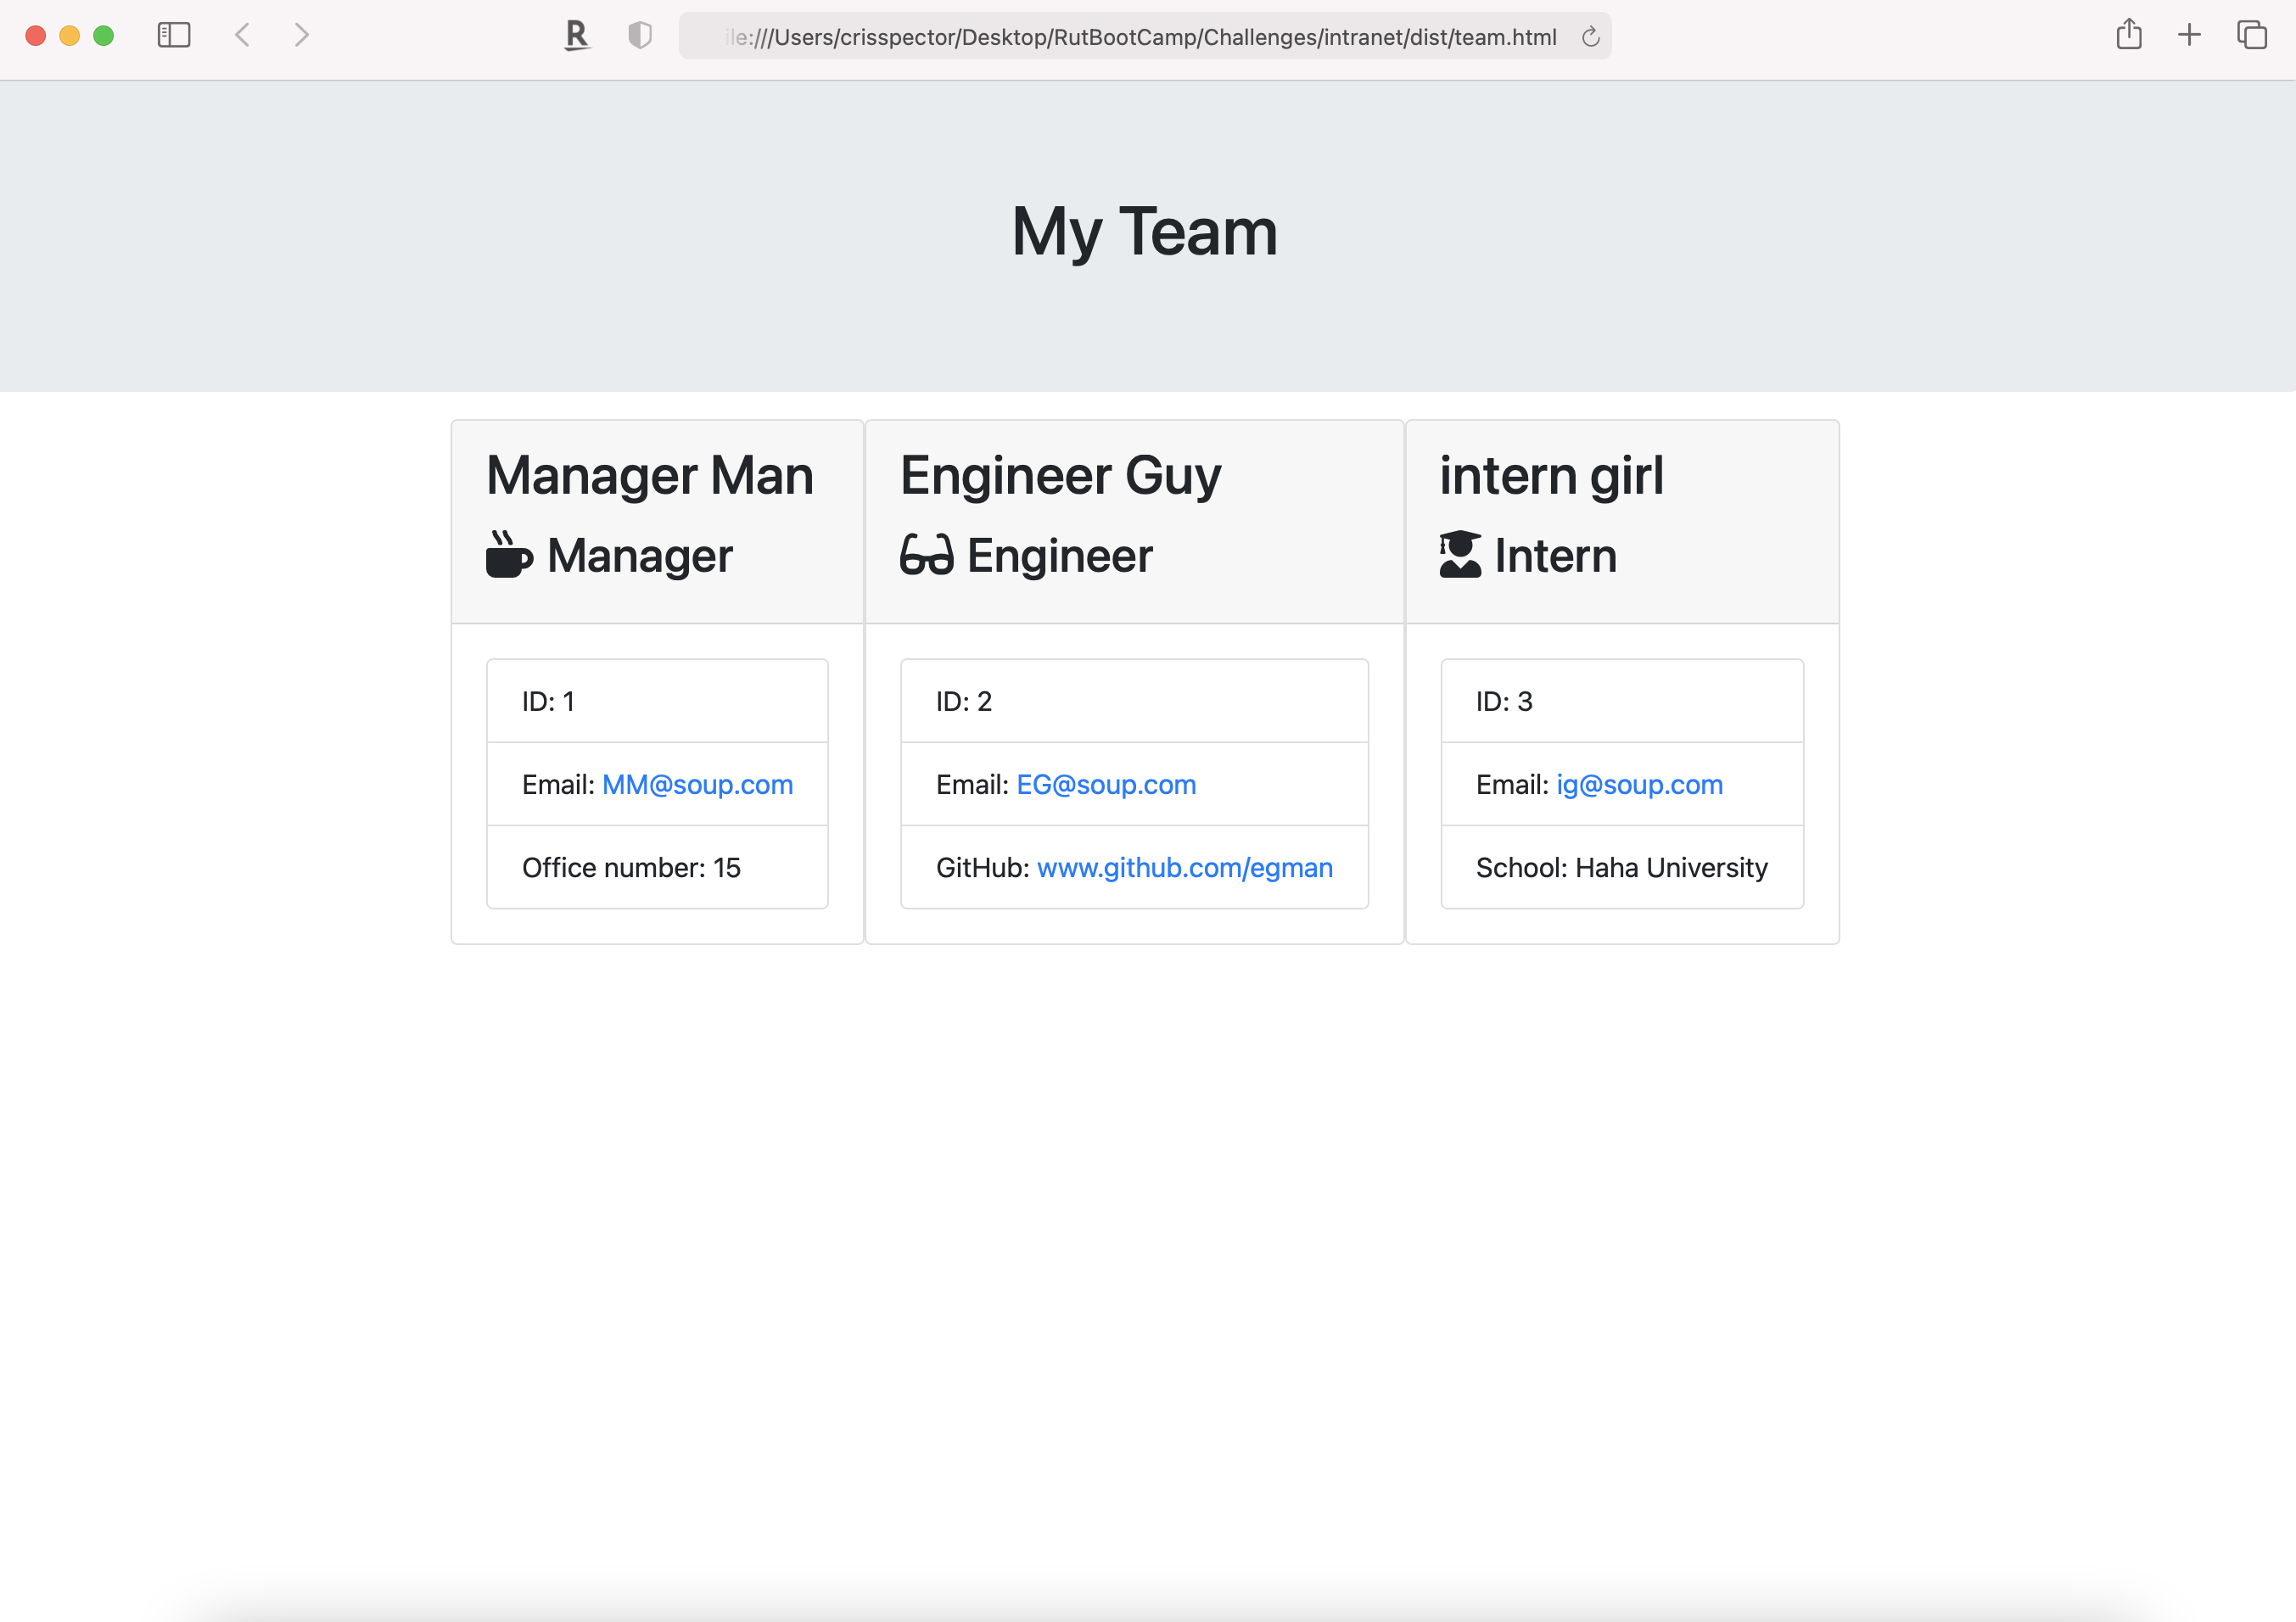 R
ile:///Users/crisspector/Desktop/RutBootCamp/Challenges/intranet/dist/team.html
My Team
Manager Man
Manager
ID: 1
Email: MM@soup.com
Office number: 15
Engineer Guy
Engineer
ID: 2
Email: EG@soup.com
GitHub: www.github.com/egman
intern girl
Intern
ID: 3
Email: ig@soup.com
School: Haha University